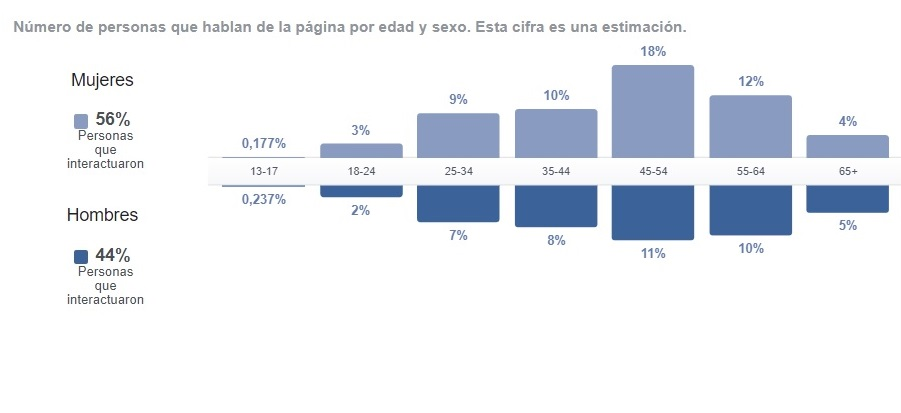 Número de personas que hablan de la página por edad y sexo. Esta cifra es una estimación.
Mujeres
56%
Personas
que
interactuaron
Hombres
44%
Personas
que
interactuaron
0,177% 3% 9% 10% 18% 12% 4%
13-17 18-24 25-34 35-44 45-54 55-64 65+
0,237% 2% 7% 8% 11% 10% 5%